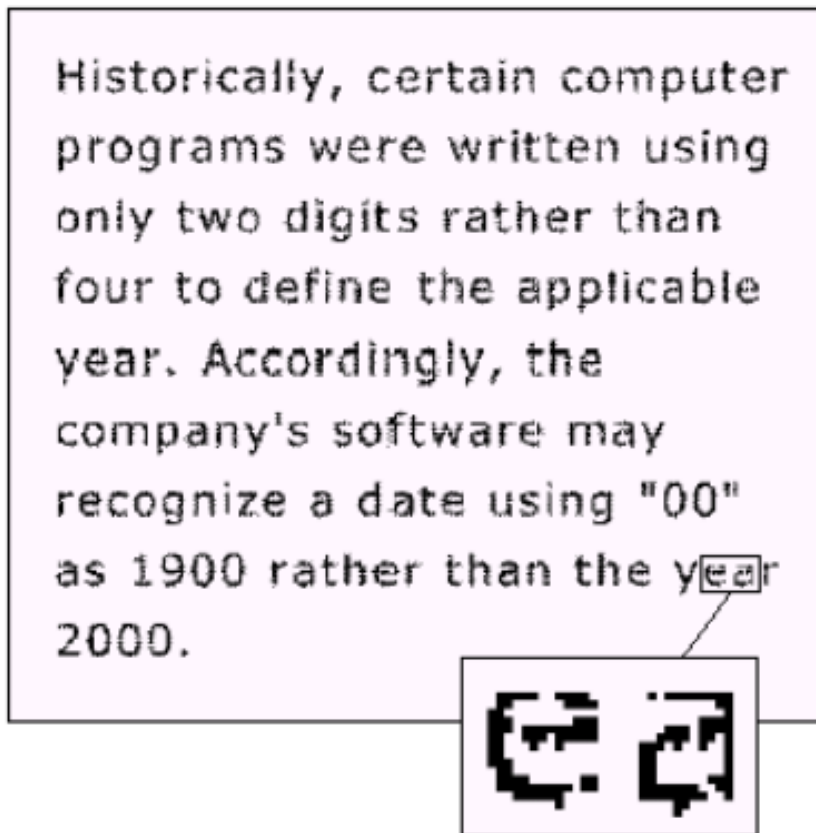 Historically, certain computer
programs were written using
only two digits rather than
four to define the applicable
year. Accordingly, the
company's software may
recognize a date using "00"
as 1900 rather than the year
2000.
ea